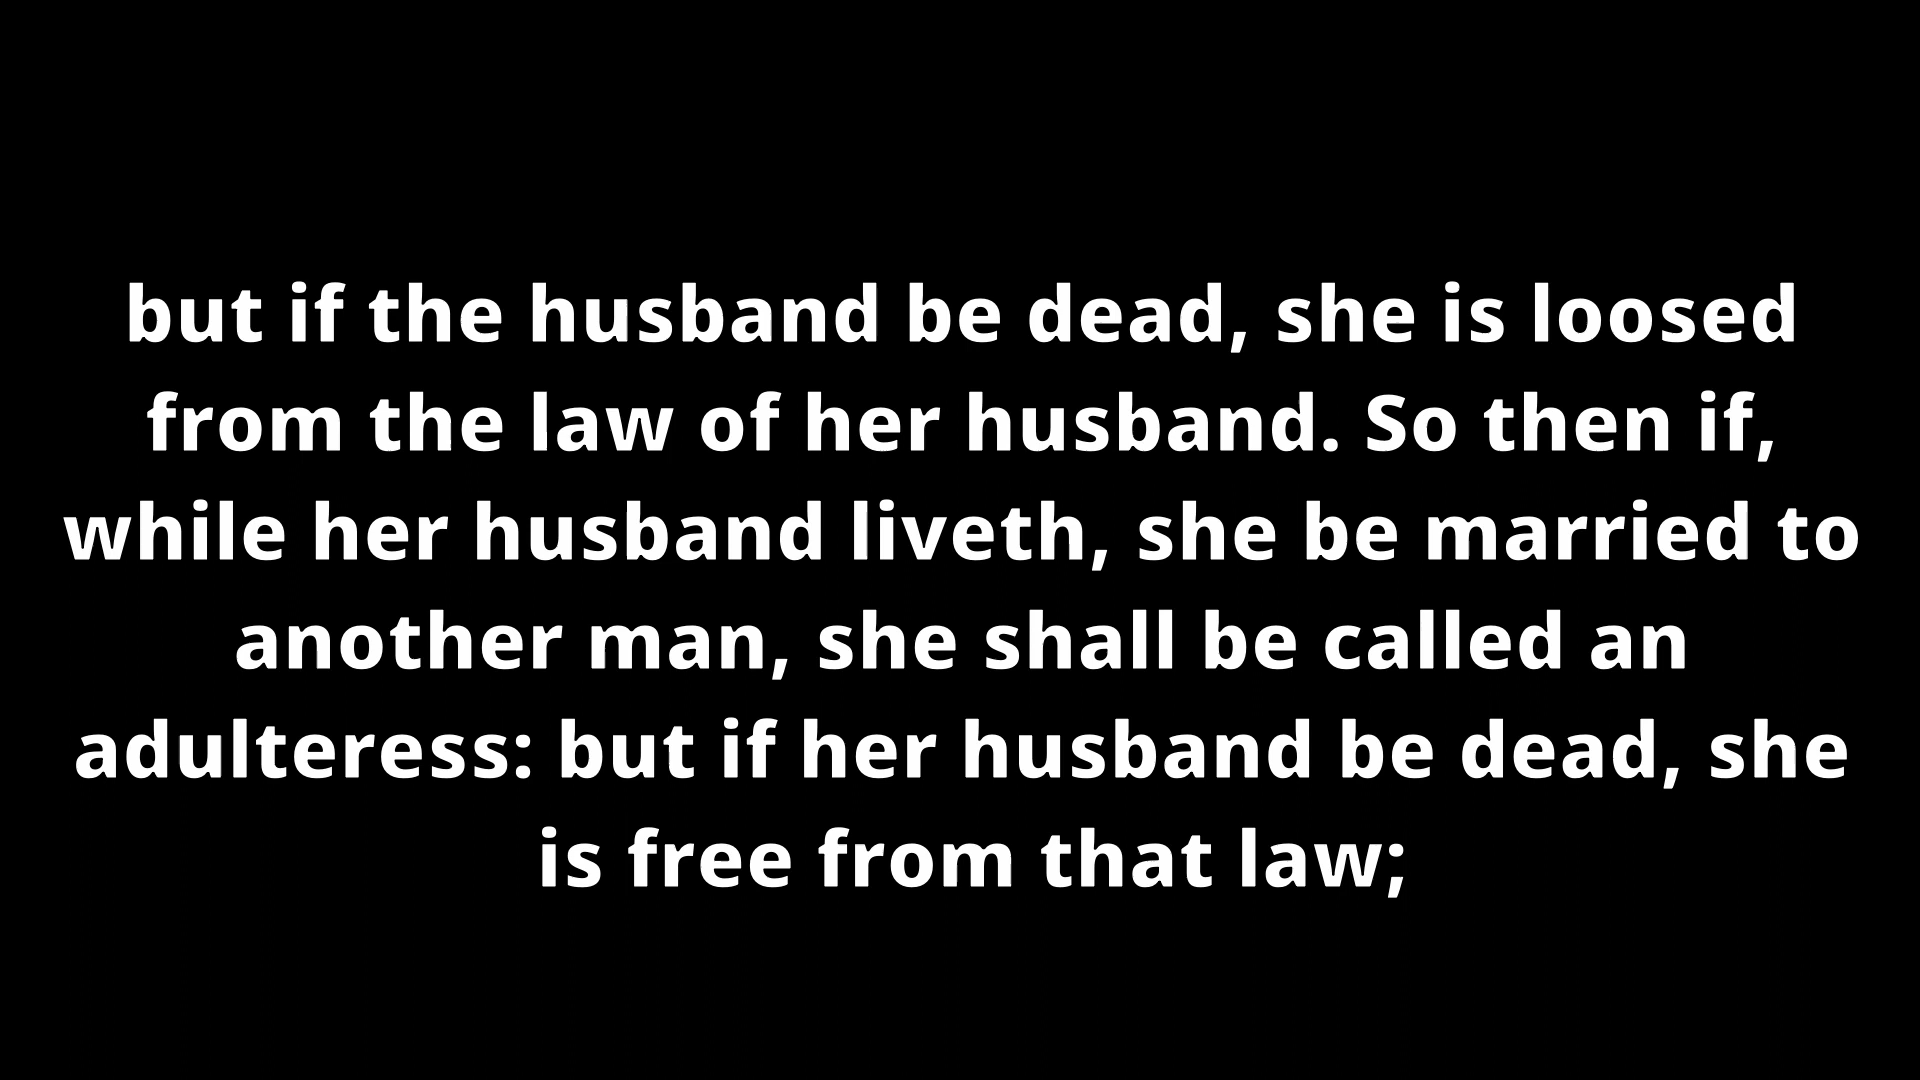 but if the husband be dead, she is loosed
from the law of her husband. So then if,
while her husband liveth, she be married to
another man, she shall be called an
adulteress: but if her husband be dead, she
is free from that law;